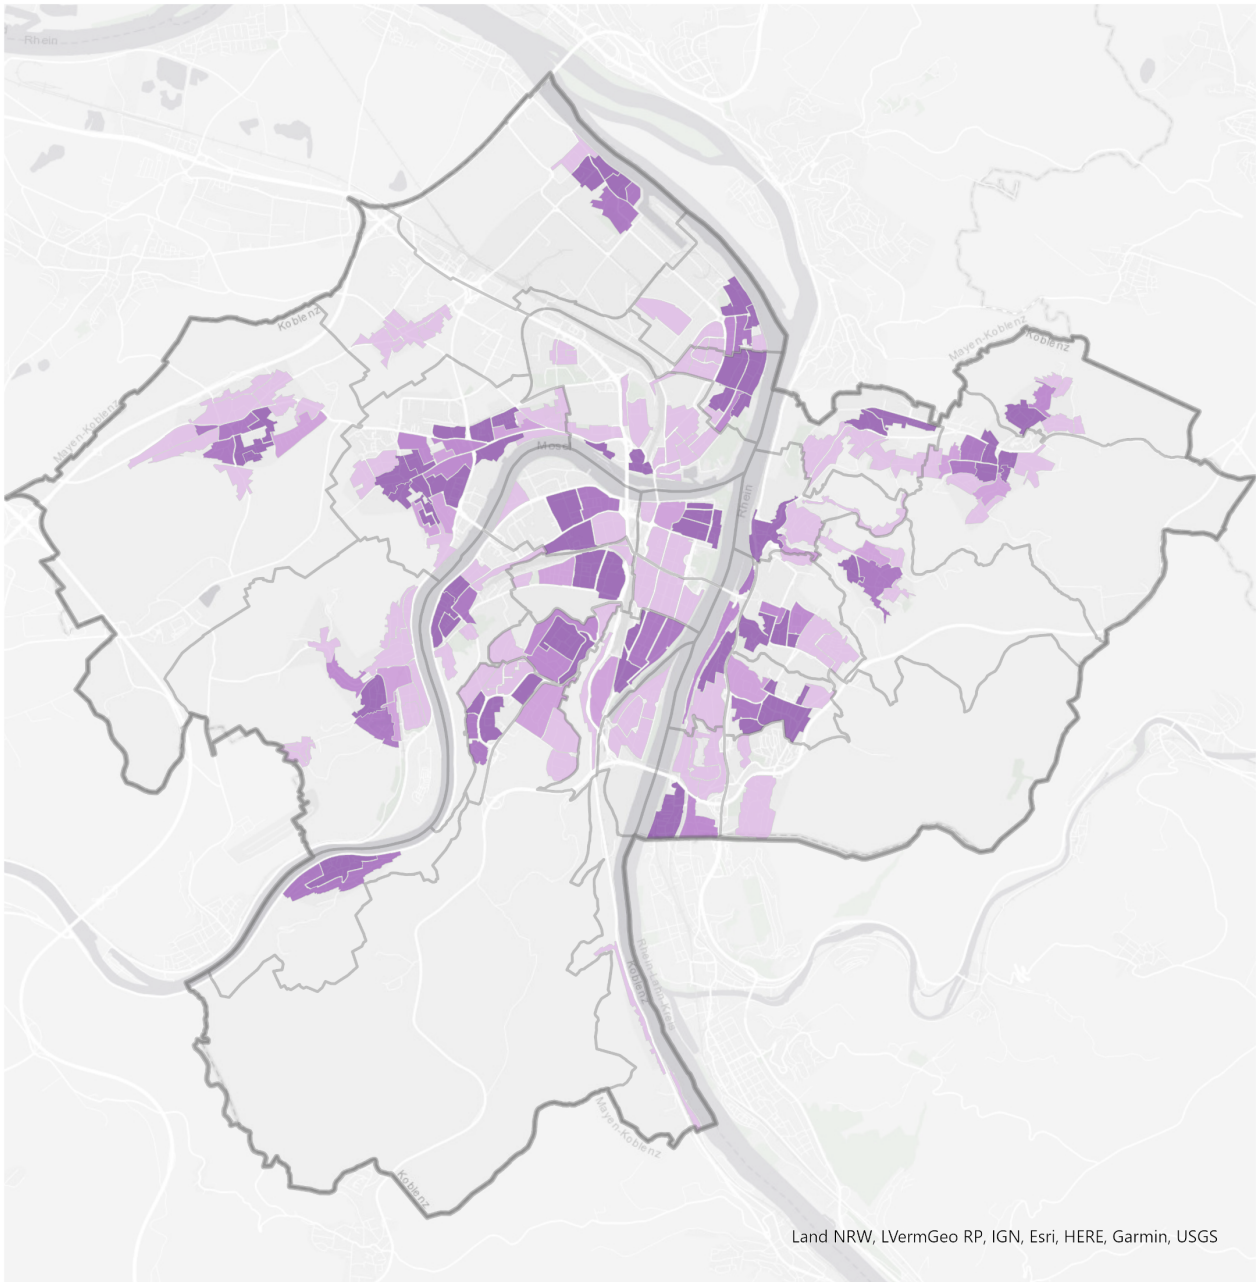 Rhein
Koblenz
Mayen-Koblenz
Koblenz
Mayen-Koblenz
Mosel
Rhein
Rhein-Lahn-Kreis
Koblenz
Mayen-Koblenz
Koblenz
Land NRW, LVermGeo RP, IGN, Esri, HERE, Garmin, USGS